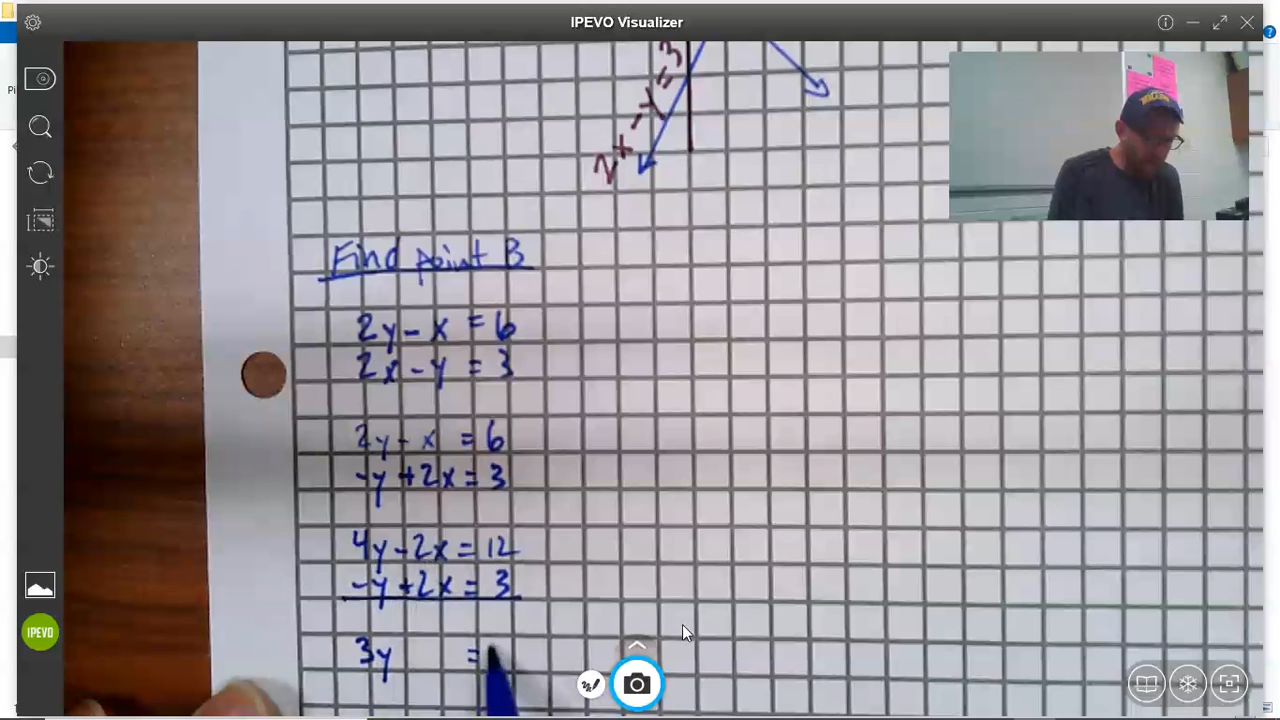 IPEVO Visualizer
2x - y = 3
Find point B
2y - x = 6
2x - y = 3
2y - x = 6
-y + 2x = 3
4y - 2x = 12
-y + 2x = 3
3y =
IPEVO